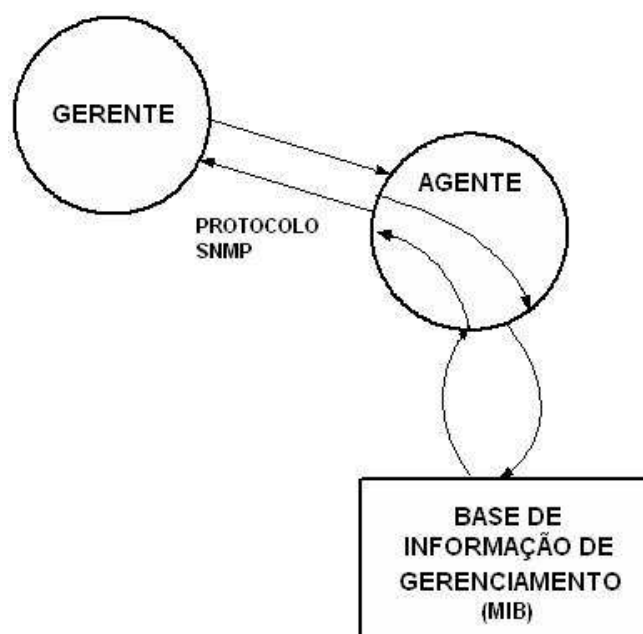 GERENTE
AGENTE
PROTOCOLO
SNMP
BASE DE
INFORMAÇÃO DE
GERENCIAMENTO
(MIB)